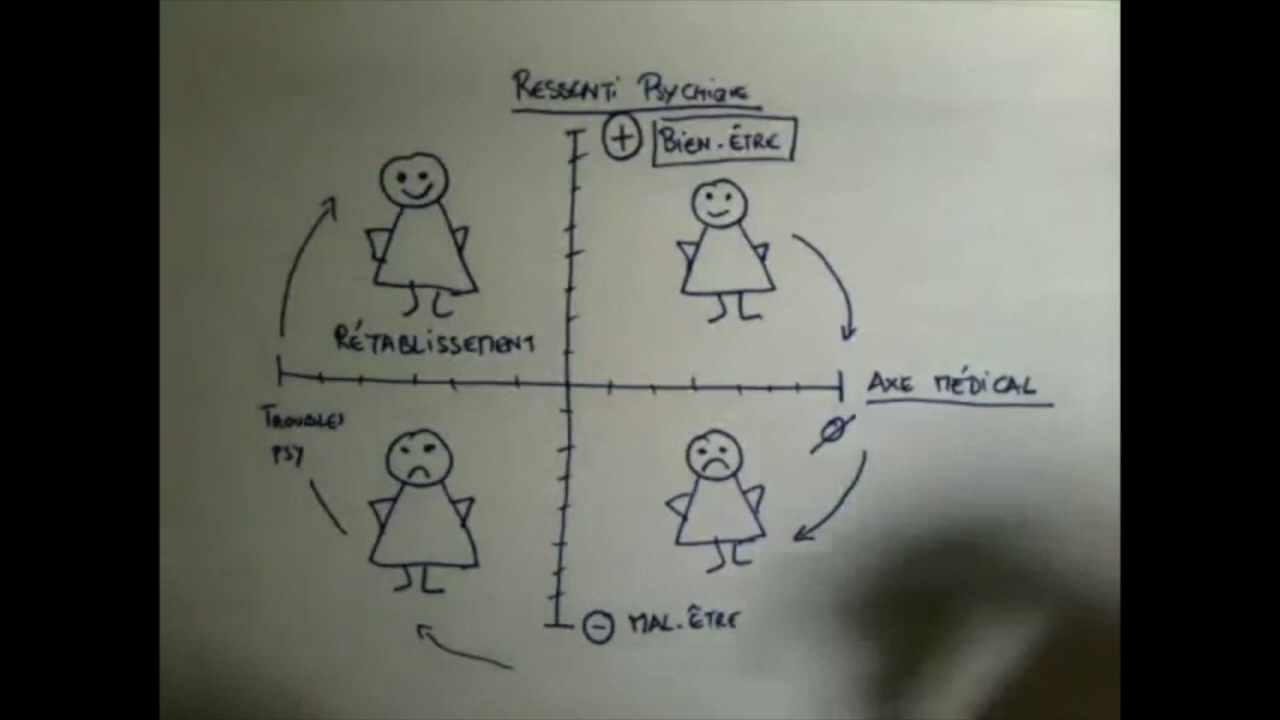 RESSENTI PSYCHIQUE
+ BIEN-ÊTRE
RÉTABLISSEMENT
AXE MÉDICAL
TROUBLES
PSY
- MAL-ÊTRE